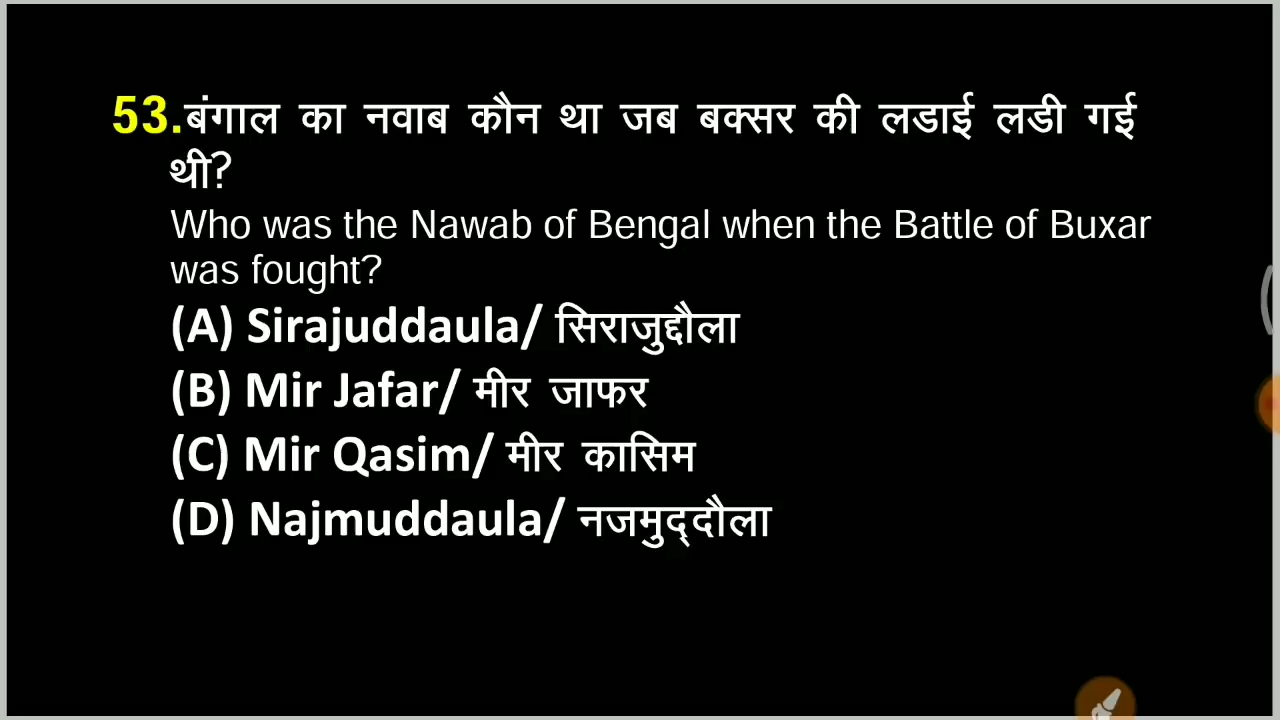 53.बंगाल का नवाब कौन था जब बक्सर की लडाई लडी गई
थी?
Who was the Nawab of Bengal when the Battle of Buxar
was fought?
(A) Sirajuddaula/ सिराजुद्दौला
(B) Mir Jafar/ मीर जाफर
(C) Mir Qasim/ मीर कासिम
(D) Najmuddaula/ नजमुद्‌दौला